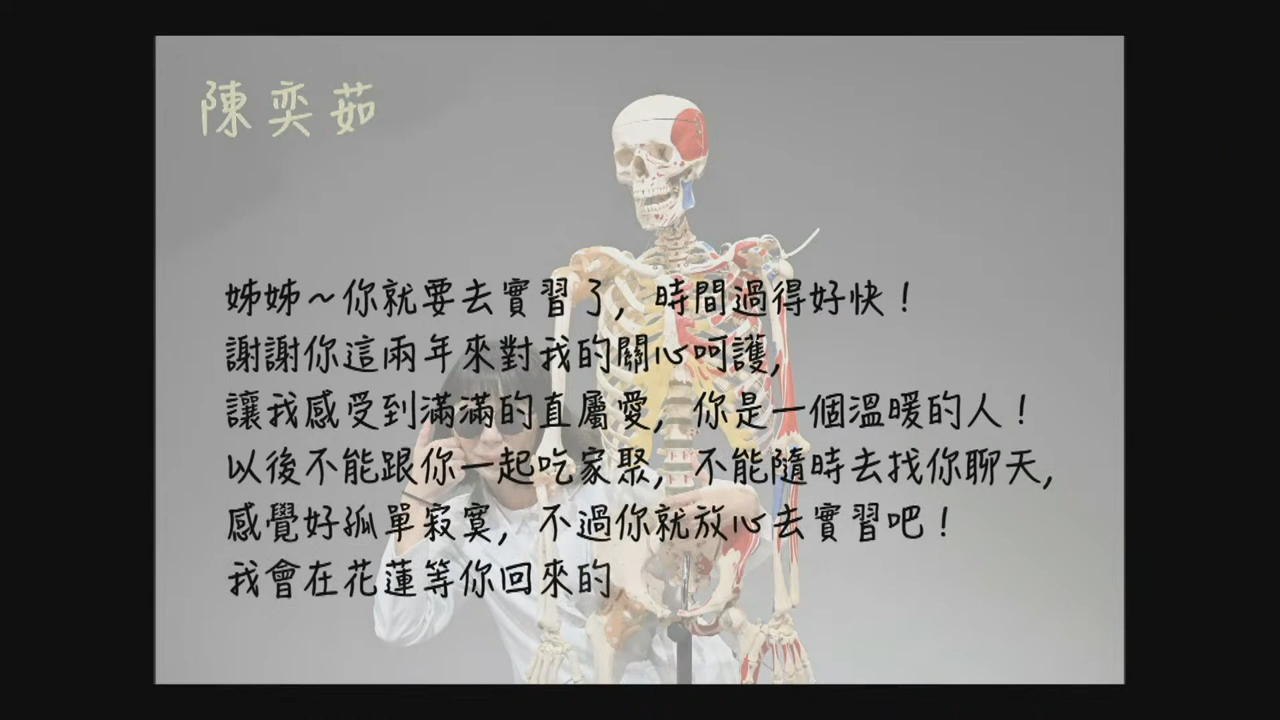 陳奕茹
姊姊～你就要去實習了，時間過得好快！
謝謝你這兩年來對我的關心呵護，
讓我感受到滿滿的直屬愛，你是一個溫暖的人！
以後不能跟你一起吃家聚，不能隨時去找你聊天，
感覺好孤單寂寞，不過你就放心去實習吧！
我會在花蓮等你回來的